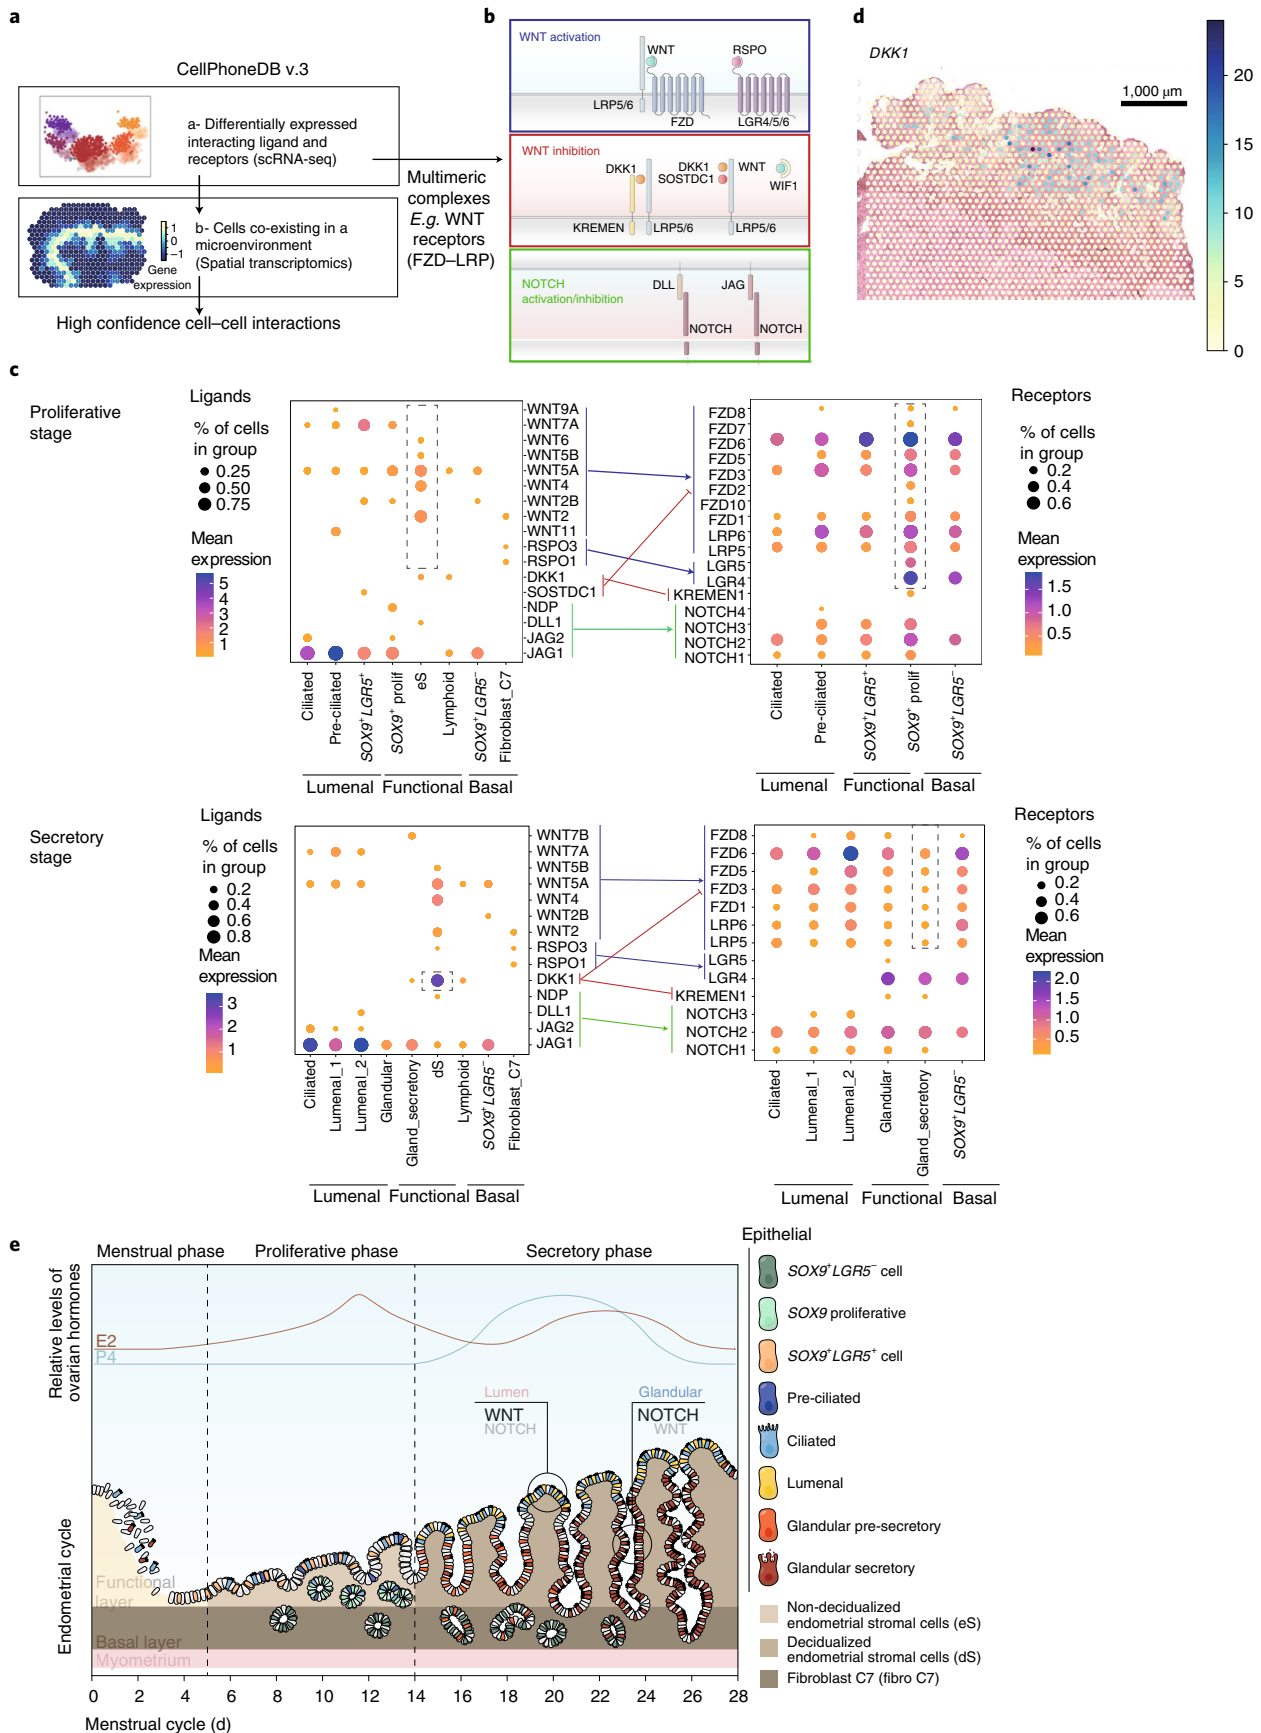 a
CellPhoneDB v.3
a- Differentially expressed
interacting ligand and
receptors (scRNA-seq)
b- Cells co-existing in a
microenvironment
(Spatial transcriptomics)
1
0
−1
Gene
expression
High confidence cell–cell interactions
Multimeric
complexes
E.g. WNT
receptors
(FZD–LRP)
b
WNT activation
WNT
RSPO
LRP5/6
FZD
LGR4/5/6
WNT inhibition
DKK1
DKK1
SOSTDC1
WNT
WIF1
KREMEN
LRP5/6
LRP5/6
NOTCH
activation/inhibition
DLL
JAG
NOTCH
NOTCH
d
DKK1
1,000 μm
20
15
10
5
0
c
Proliferative
stage
Ligands
% of cells
in group
0.25
0.50
0.75
Mean
expression
5
4
3
2
1
WNT9A
WNT7A
WNT6
WNT5B
WNT5A
WNT4
WNT2B
WNT2
WNT11
RSPO3
RSPO1
DKK1
SOSTDC1
NDP
DLL1
JAG2
JAG1
Ciliated
Pre-ciliated
SOX9+LGR5+
SOX9+ prolif
eS
Lymphoid
SOX9+LGR5−
Fibroblast_C7
Lumenal
Functional
Basal
FZD8
FZD7
FZD6
FZD5
FZD3
FZD2
FZD10
FZD1
LRP6
LRP5
LGR5
LGR4
KREMEN1
NOTCH4
NOTCH3
NOTCH2
NOTCH1
Ciliated
Pre-ciliated
SOX9+LGR5+
SOX9+ prolif
SOX9+LGR5−
Lumenal
Functional
Basal
Receptors
% of cells
in group
0.2
0.4
0.6
Mean
expression
1.5
1.0
0.5
Secretory
stage
Ligands
% of cells
in group
0.2
0.4
0.6
0.8
Mean
expression
3
2
1
WNT7B
WNT7A
WNT5B
WNT5A
WNT4
WNT2B
WNT2
RSPO3
RSPO1
DKK1
NDP
DLL1
JAG2
JAG1
Ciliated
Lumenal_1
Lumenal_2
Glandular
Gland_secretory
dS
Lymphoid
SOX9+LGR5−
Fibroblast_C7
Lumenal
Functional
Basal
FZD8
FZD6
FZD5
FZD3
FZD1
LRP6
LRP5
LGR5
LGR4
KREMEN1
NOTCH3
NOTCH2
NOTCH1
Ciliated
Lumenal_1
Lumenal_2
Glandular
Gland_secretory
SOX9+LGR5−
Lumenal
Functional
Basal
Receptors
% of cells
in group
0.2
0.4
0.6
Mean
expression
2.0
1.5
1.0
0.5
e
Menstrual phase
Proliferative phase
Secretory phase
Relative levels of
ovarian hormones
E2
P4
Lumen
WNT
NOTCH
Glandular
NOTCH
WNT
Endometrial cycle
Functional
layer
Basal layer
Myometrium
0 2 4 6 8 10 12 14 16 18 20 22 24 26 28
Menstrual cycle (d)
Epithelial
SOX9+LGR5− cell
SOX9 proliferative
SOX9+LGR5+ cell
Pre-ciliated
Ciliated
Lumenal
Glandular pre-secretory
Glandular secretory
Non-decidualized
endometrial stromal cells (eS)
Decidualized
endometrial stromal cells (dS)
Fibroblast C7 (fibro C7)